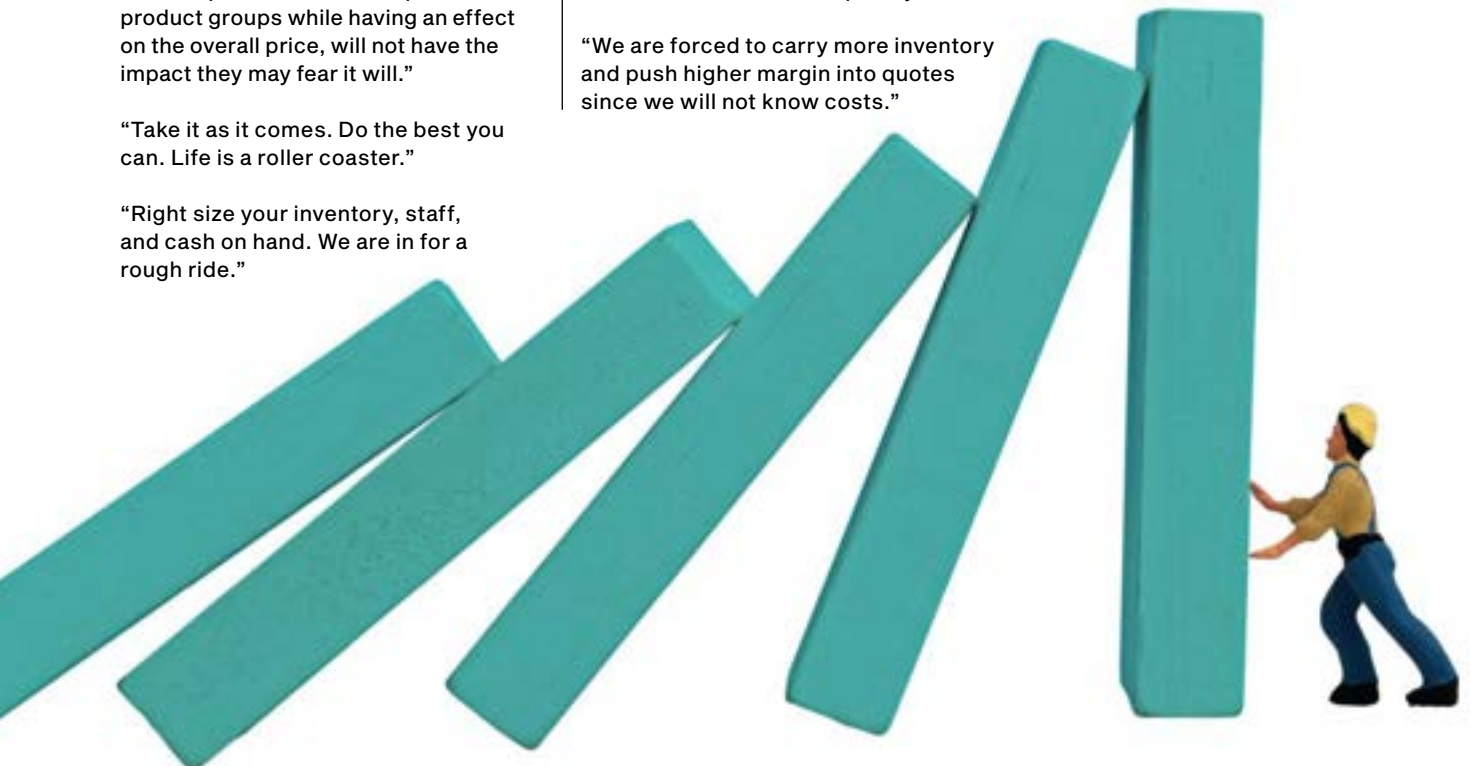 product groups while having an effect
on the overall price, will not have the
impact they may fear it will.”
“Take it as it comes. Do the best you
can. Life is a roller coaster.”
“Right size your inventory, staff,
and cash on hand. We are in for a
rough ride.”
“We are forced to carry more inventory
and push higher margin into quotes
since we will not know costs.”